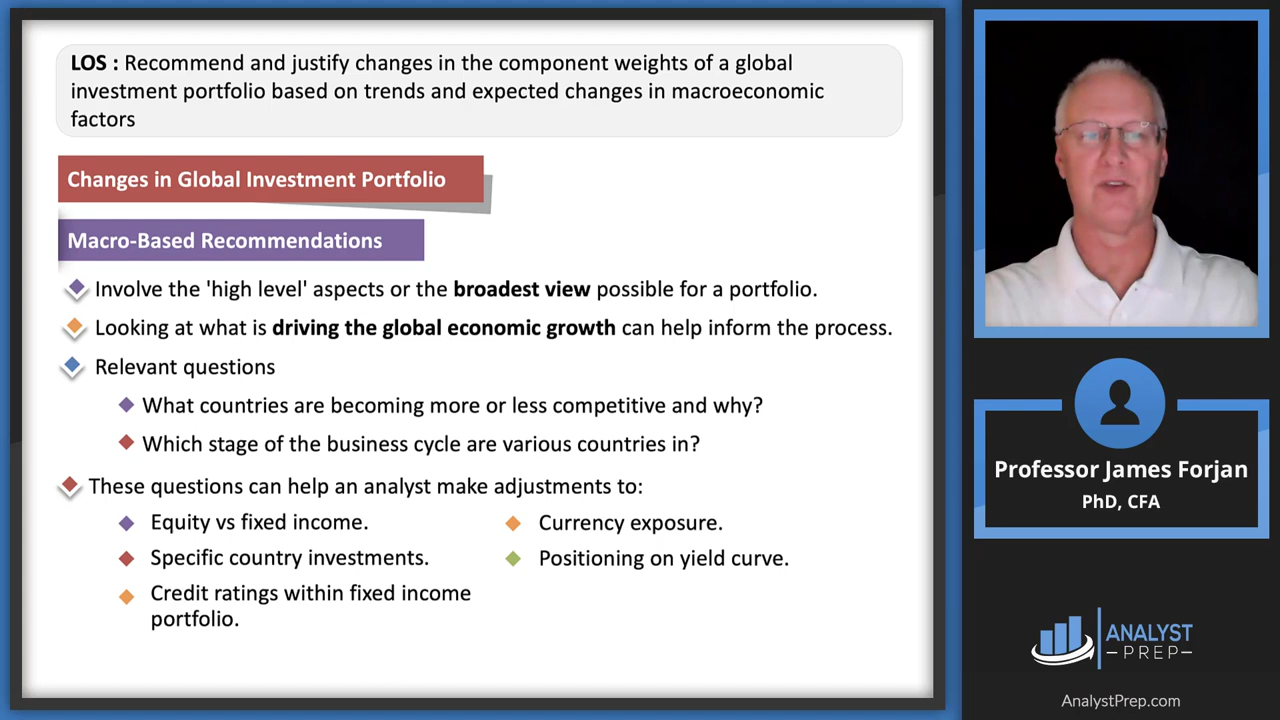 LOS : Recommend and justify changes in the component weights of a global
investment portfolio based on trends and expected changes in macroeconomic
factors
Changes in Global Investment Portfolio
Macro-Based Recommendations
Involve the 'high level' aspects or the broadest view possible for a portfolio.
Looking at what is driving the global economic growth can help inform the process.
Relevant questions
What countries are becoming more or less competitive and why?
Which stage of the business cycle are various countries in?
These questions can help an analyst make adjustments to:
Equity vs fixed income.
Specific country investments.
Credit ratings within fixed income
portfolio.
Currency exposure.
Positioning on yield curve.
Professor James Forjan
PhD, CFA
ANALYST
PREP
AnalystPrep.com